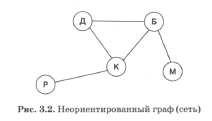 Д Б
К
Р М
Рис. 3.2. Неориентированный граф (сеть)